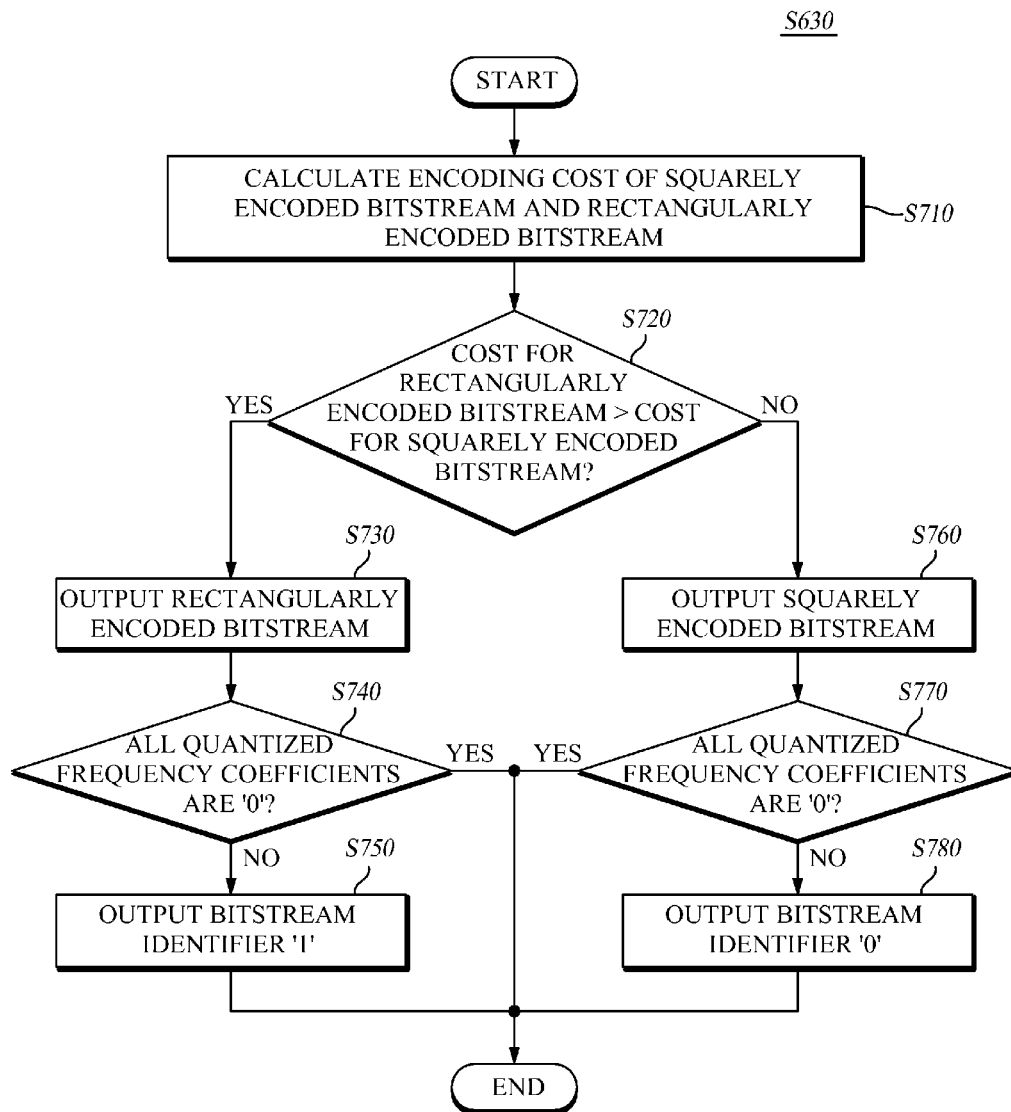 S630
START
CALCULATE ENCODING COST OF SQUARELY
ENCODED BITSTREAM AND RECTANGULARLY
ENCODED BITSTREAM
S710
S720
COST FOR
RECTANGULARLY
ENCODED BITSTREAM > COST
FOR SQUARELY ENCODED
BITSTREAM?
YES
NO
S730
OUTPUT RECTANGULARLY
ENCODED BITSTREAM
S760
OUTPUT SQUARELY
ENCODED BITSTREAM
S740
ALL QUANTIZED
FREQUENCY COEFFICIENTS
ARE '0'?
YES
YES
S770
ALL QUANTIZED
FREQUENCY COEFFICIENTS
ARE '0'?
NO
NO
S750
OUTPUT BITSTREAM
IDENTIFIER '1'
S780
OUTPUT BITSTREAM
IDENTIFIER '0'
END